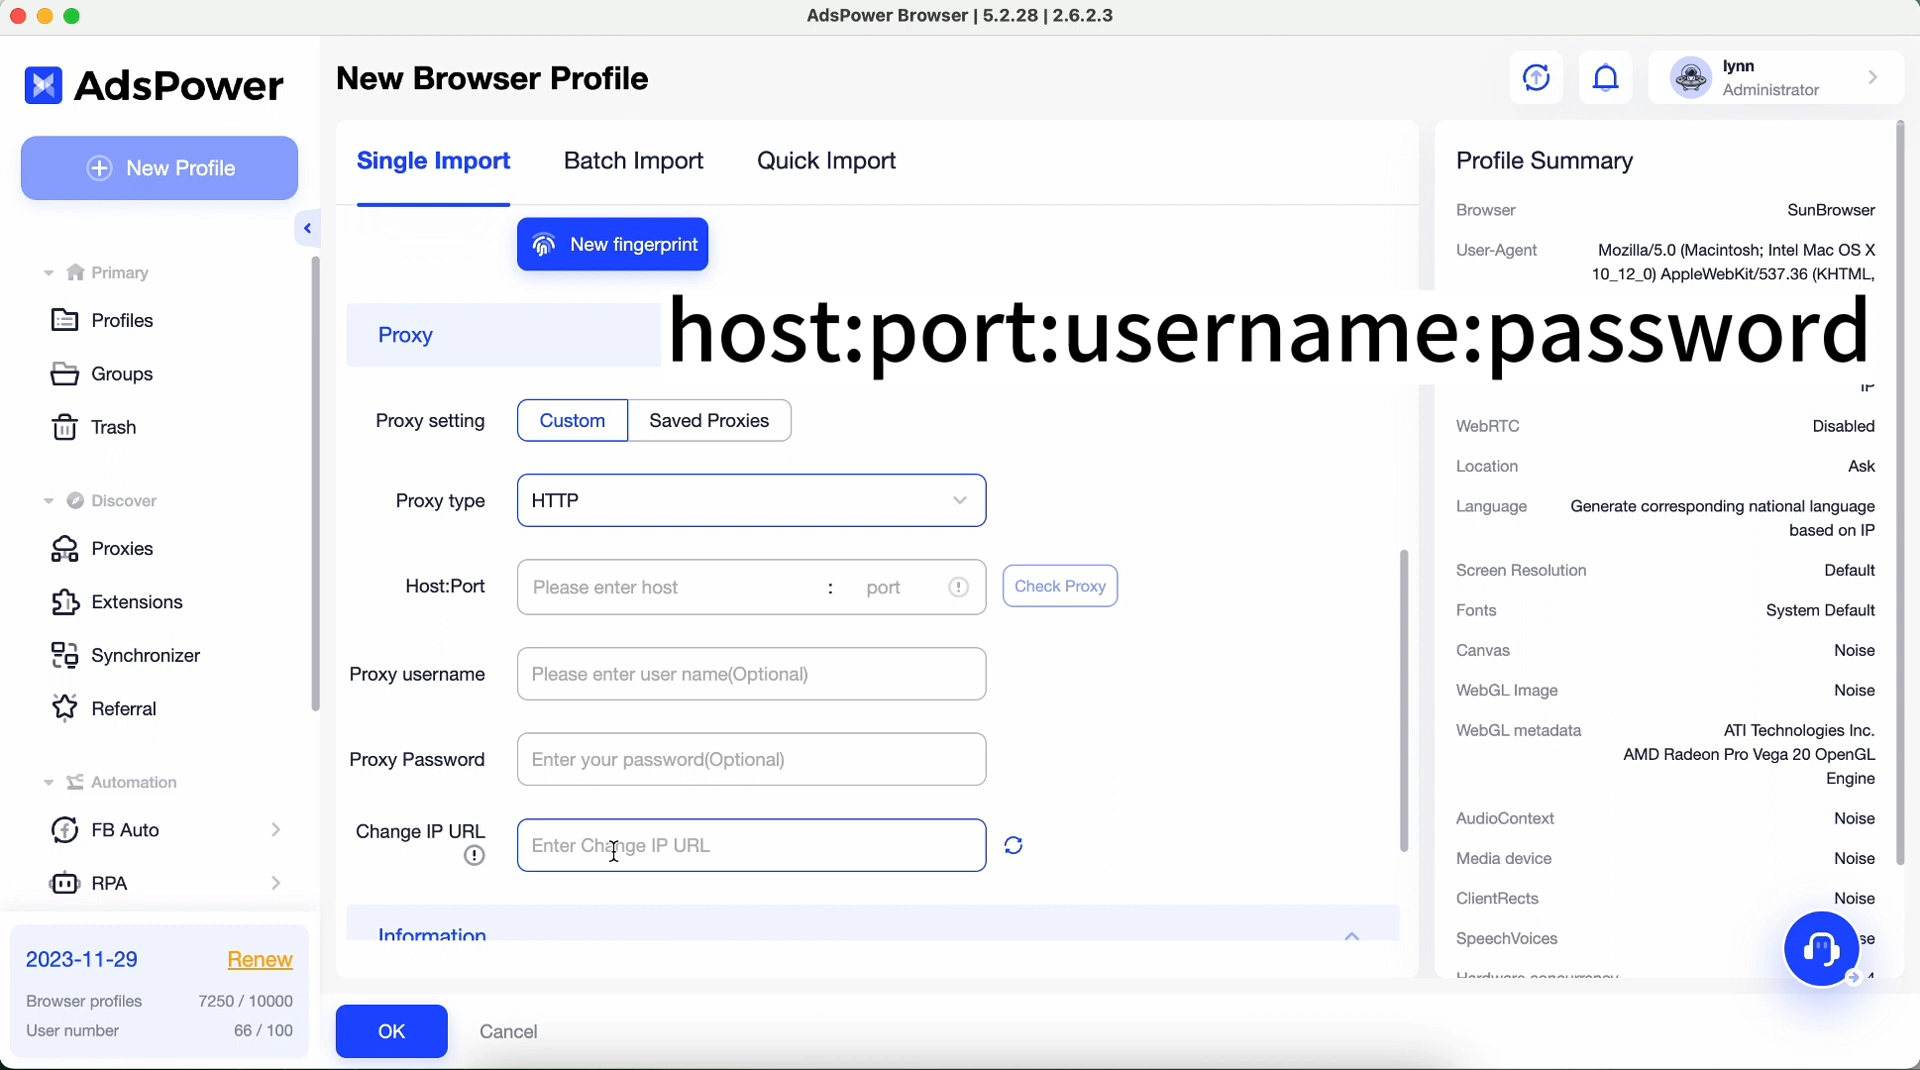 AdsPower Browser | 5.2.28 | 2.6.2.3
AdsPower
New Browser Profile
lynn
Administrator
New Profile
Single Import
Batch Import
Quick Import
Profile Summary
New fingerprint
Browser
SunBrowser
User-Agent
Mozilla/5.0 (Macintosh; Intel Mac OS X
10_12_0) AppleWebKit/537.36 (KHTML,
Primary
Profiles
Groups
Trash
Discover
Proxies
Extensions
Synchronizer
Referral
Automation
FB Auto
RPA
2023-11-29
Renew
Browser profiles
7250 / 10000
User number
66 / 100
Proxy
host:port:username:password
Proxy setting
Custom
Saved Proxies
Proxy type
HTTP
Host:Port
Please enter host
:
port
Check Proxy
Proxy username
Please enter user name(Optional)
Proxy Password
Enter your password(Optional)
Change IP URL
Enter Change IP URL
Information
OK
Cancel
IP
WebRTC
Disabled
Location
Ask
Language
Generate corresponding national language
based on IP
Screen Resolution
Default
Fonts
System Default
Canvas
Noise
WebGL Image
Noise
WebGL metadata
ATI Technologies Inc.
AMD Radeon Pro Vega 20 OpenGL
Engine
AudioContext
Noise
Media device
Noise
ClientRects
Noise
SpeechVoices
se
Hardware concurrency
4